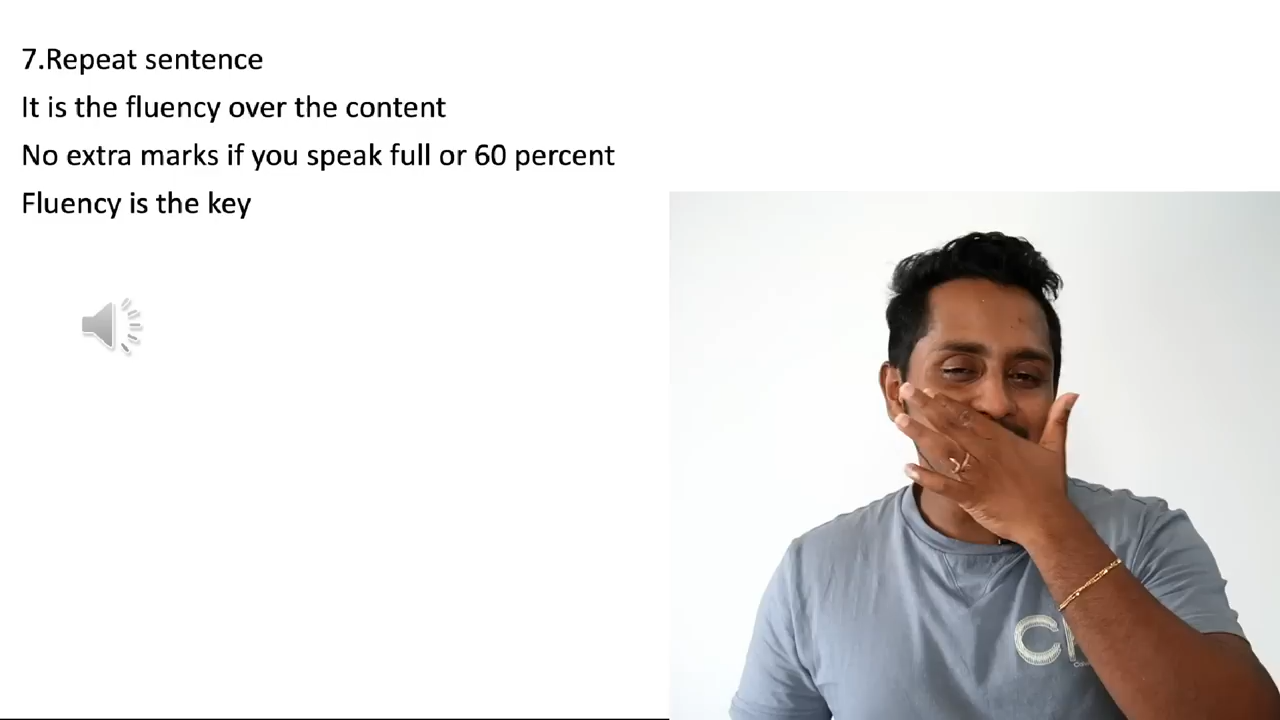 7.Repeat sentence
It is the fluency over the content
No extra marks if you speak full or 60 percent
Fluency is the key